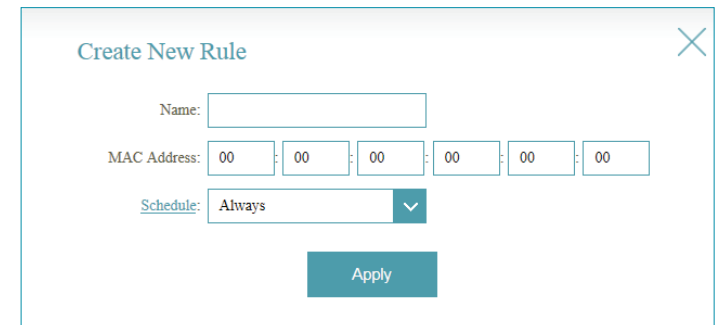 Create New Rule
Name:
MAC Address: 00 : 00 : 00 : 00 : 00 : 00
Schedule: Always
Apply